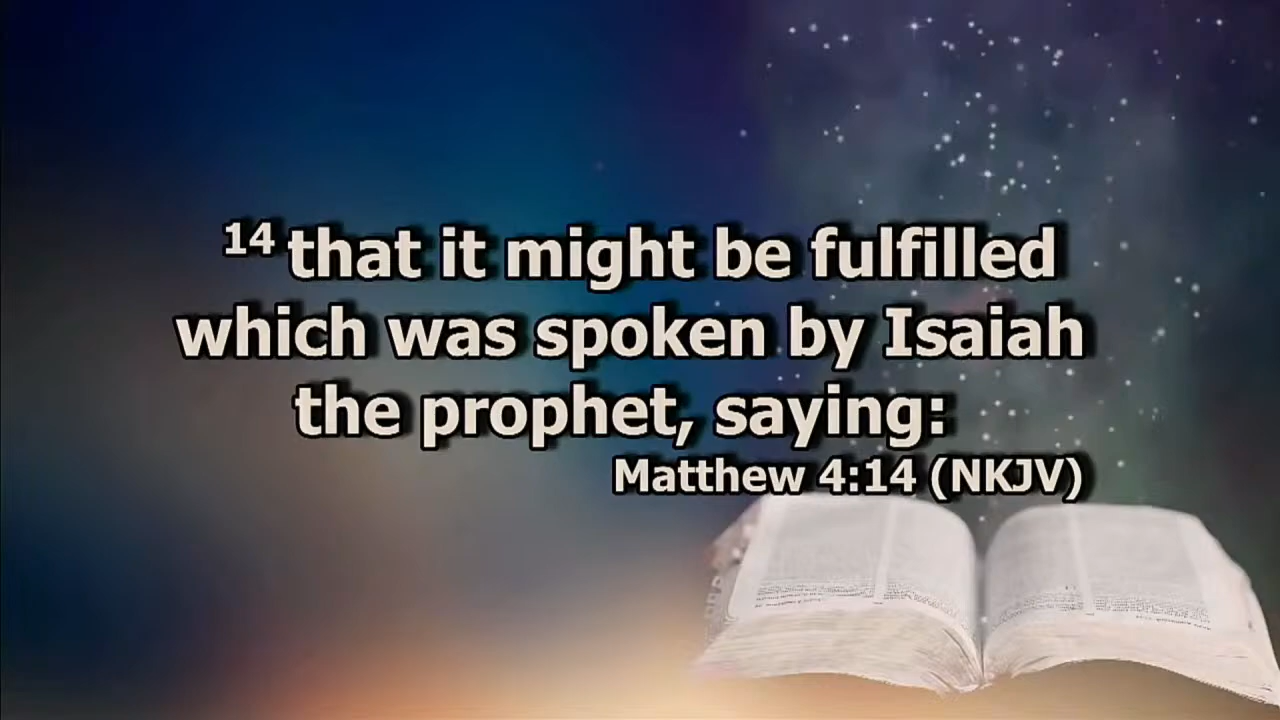 14 that it might be fulfilled
which was spoken by Isaiah
the prophet, saying:
Matthew 4:14 (NKJV)